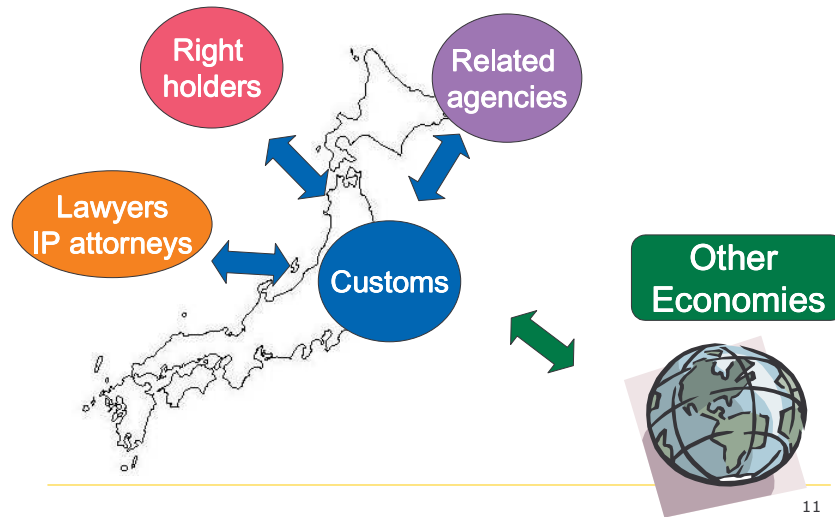 Right
holders
Related
agencies
Lawyers
IP attorneys
Customs
Other
Economies
11